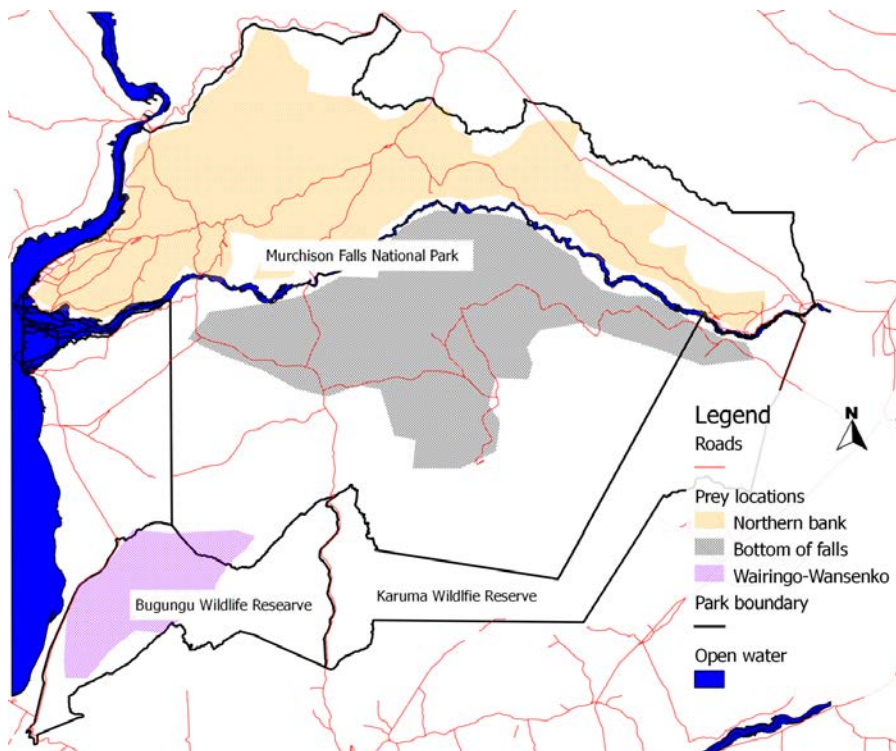 Murchison Falls National Park
Bugungu Wildlife Researve
Karuma Wildlfie Reserve
N
Legend
Roads
Prey locations
Northern bank
Bottom of falls
Wairingo-Wansenko
Park boundary
Open water